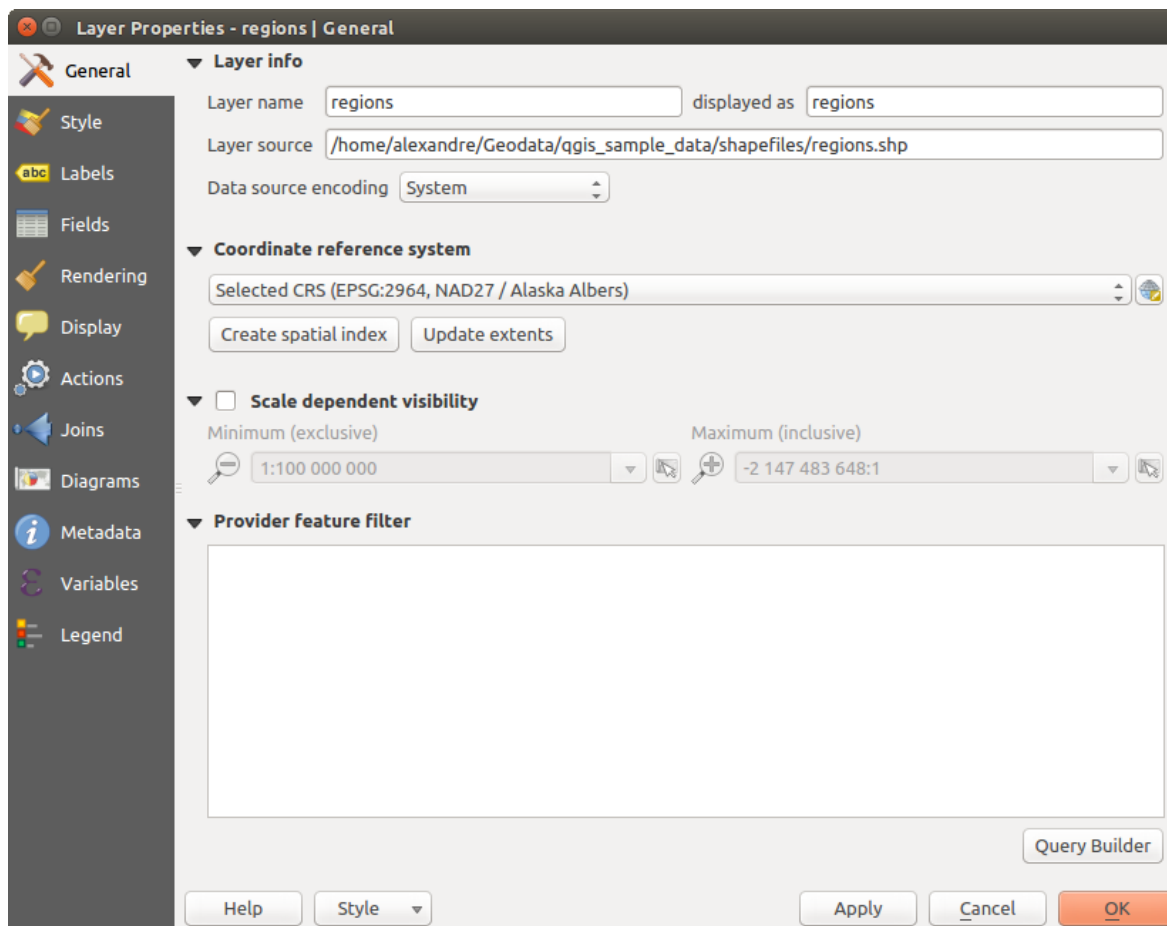 Layer Properties - regions | General
General
Style
Labels
Fields
Rendering
Display
Actions
Joins
Diagrams
Metadata
Variables
Legend
abc
Layer info
Layer name regions displayed as regions
Layer source /home/alexandre/Geodata/qgis_sample_data/shapefiles/regions.shp
Data source encoding System
Coordinate reference system
Selected CRS (EPSG:2964, NAD27 / Alaska Albers)
Create spatial index Update extents
Scale dependent visibility
Minimum (exclusive) Maximum (inclusive)
1:100 000 000 -2 147 483 648:1
Provider feature filter
Query Builder
Help Style Apply Cancel OK